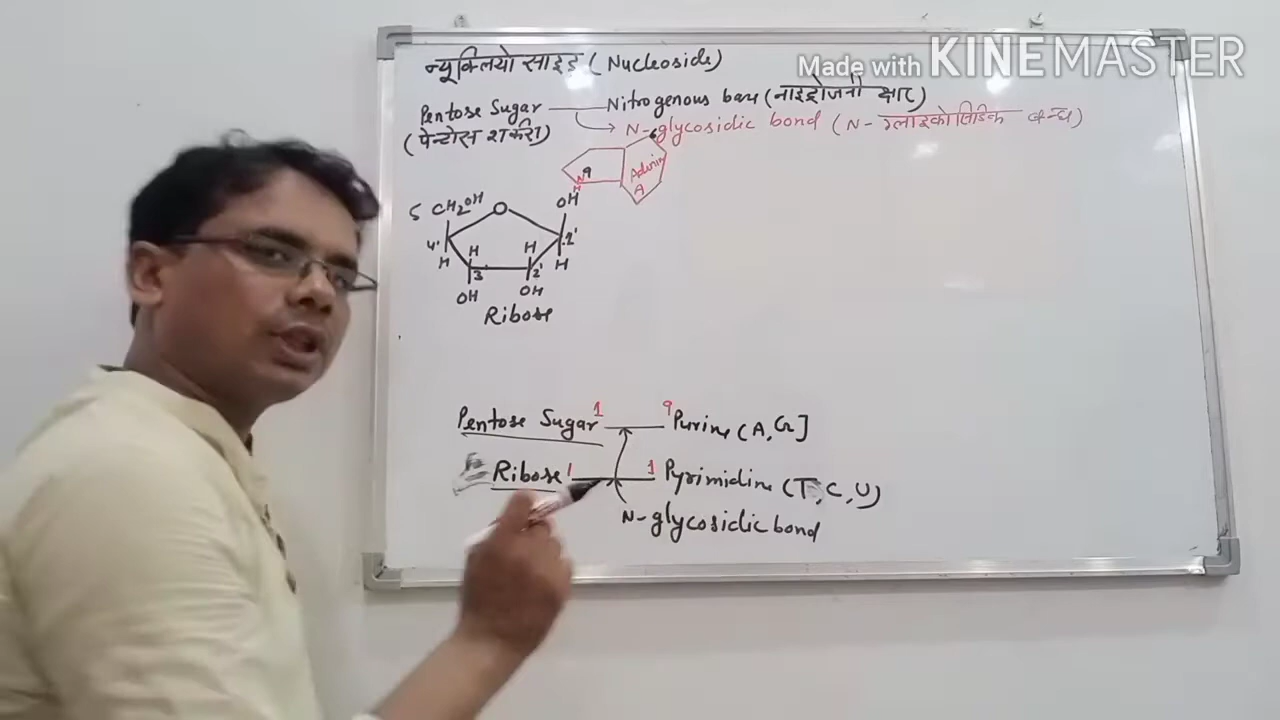 न्यूक्लियोसाइड (Nucleoside)
Made with KINEMASTER
Pentose Sugar — Nitrogenous base (नाइट्रोजनी क्षार)
(पेन्टोस शर्करा) N-glycosidic bond (N-ग्लाइकोसिडिक बन्ध)
6
9
N
H
Adenin
A
5 CH2OH O OH
4' 1'
H H H H
3' 2'
OH OH
Ribose
Pentose Sugar 1 — 9 Purine (A, G]
Ribose 1 — 1 Pyrimidine (T, C, U)
N-glycosidic bond